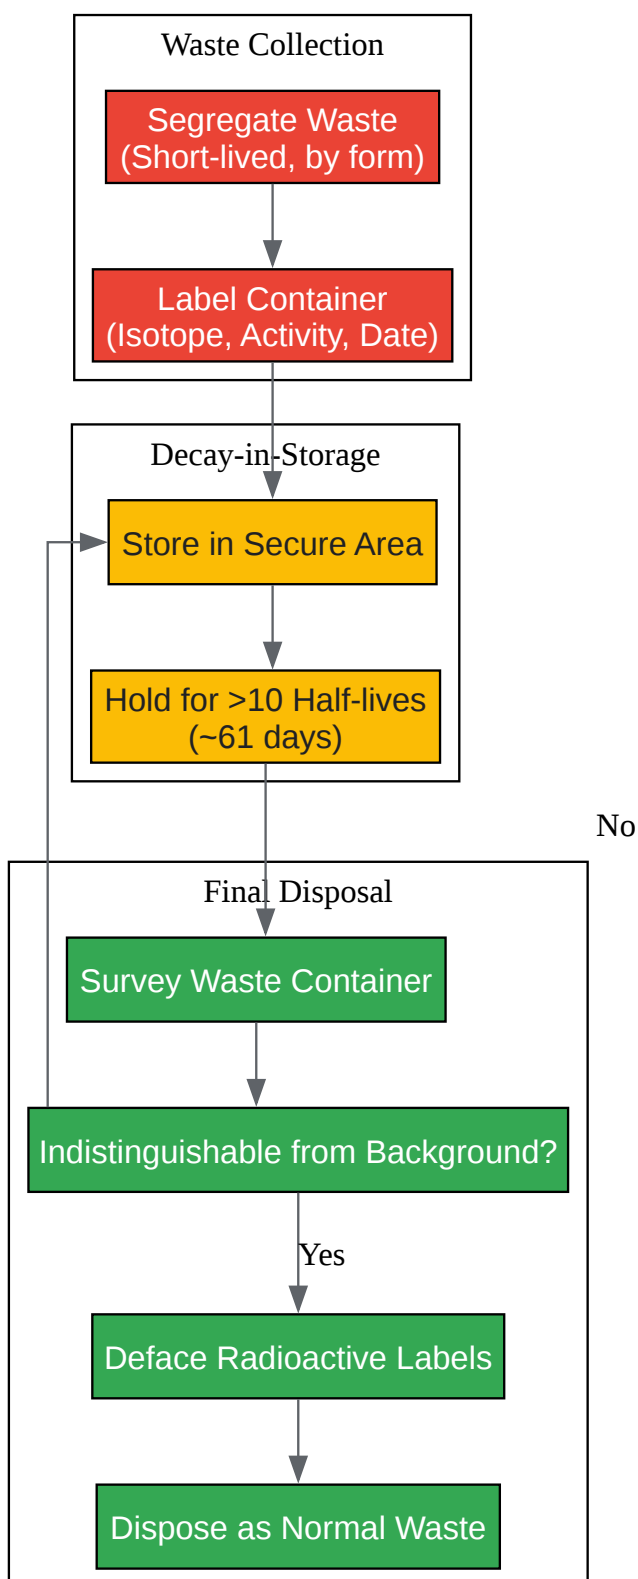 Waste Collection
Segregate Waste
(Short-lived, by form)
Label Container
(Isotope, Activity, Date)
Decay-in-Storage
Store in Secure Area
Hold for >10 Half-lives
(~61 days)
No
Final Disposal
Survey Waste Container
Indistinguishable from Background?
Yes
Deface Radioactive Labels
Dispose as Normal Waste